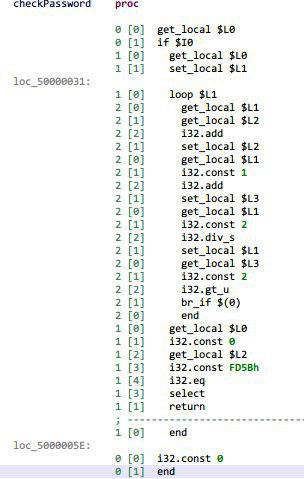 checkPassword proc
0 [0] get_local $L0
0 [1] if $I0
1 [0] get_local $L0
1 [1] set_local $L1
loc_50000031:
1 [0] loop $L1
2 [0] get_local $L1
2 [1] get_local $L2
2 [2] i32.add
2 [1] set_local $L2
2 [0] get_local $L1
2 [1] i32.const 1
2 [2] i32.add
2 [1] set_local $L3
2 [0] get_local $L1
2 [1] i32.const 2
2 [2] i32.div_s
2 [1] set_local $L1
2 [0] get_local $L3
2 [1] i32.const 2
2 [2] i32.gt_u
2 [1] br_if $(0)
2 [0] end
1 [0] get_local $L0
1 [1] i32.const 0
1 [2] get_local $L2
1 [3] i32.const FD5Bh
1 [4] i32.eq
1 [3] select
1 [1] return
; ---------------------------
1 [0] end
loc_5000005E:
0 [0] i32.const 0
0 [1] end